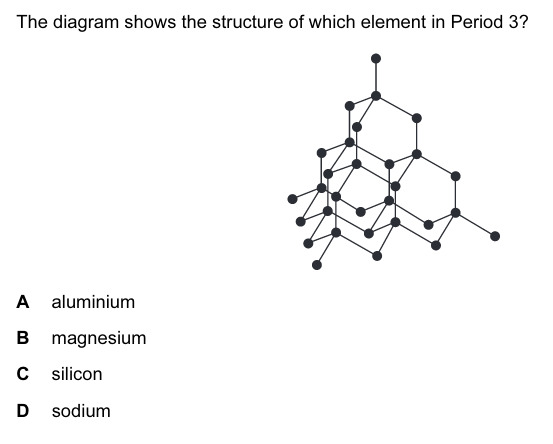 The diagram shows the structure of which element in Period 3?
A aluminium
B magnesium
C silicon
D sodium